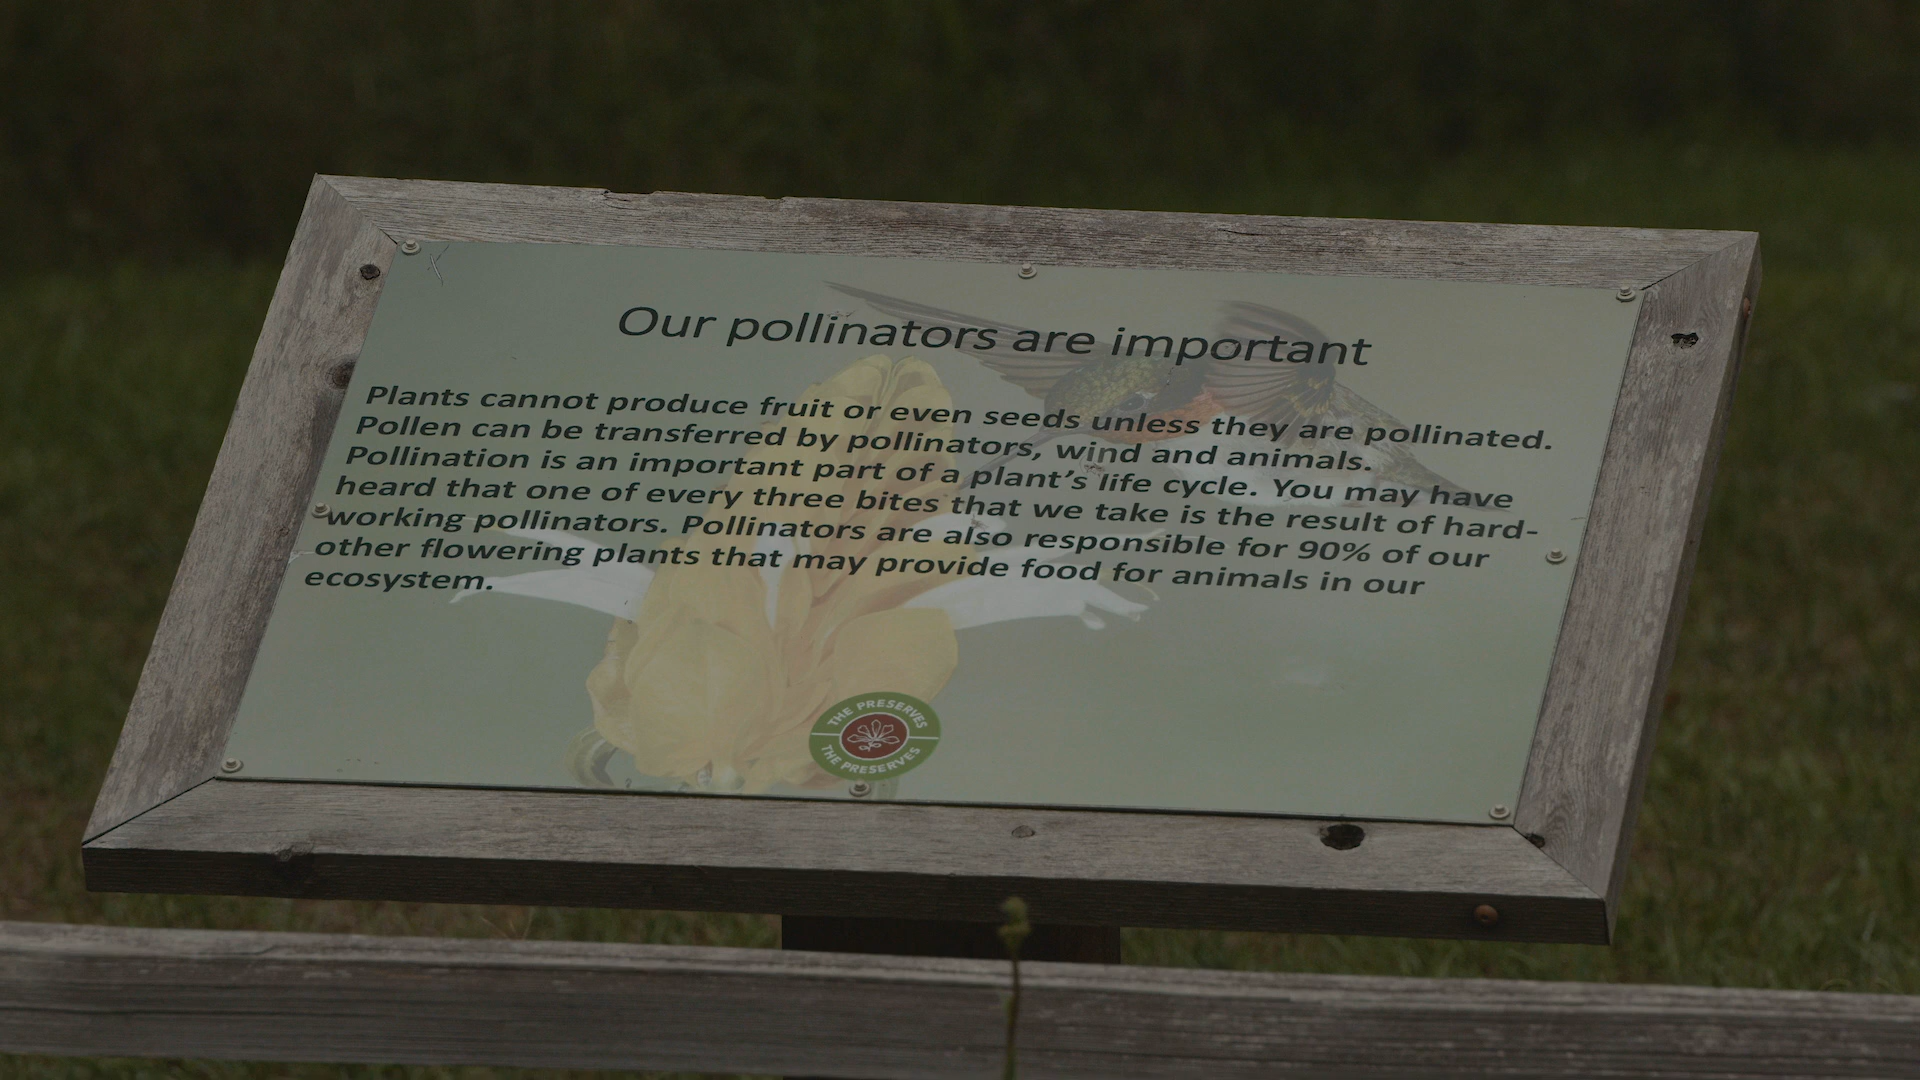 Our pollinators are important
Plants cannot produce fruit or even seeds unless they are pollinated.
Pollen can be transferred by pollinators, wind and animals.
Pollination is an important part of a plant's life cycle. You may have
heard that one of every three bites that we take is the result of hard-
working pollinators. Pollinators are also responsible for 90% of our
other flowering plants that may provide food for animals in our
ecosystem.
THE PRESERVES
THE PRESERVES